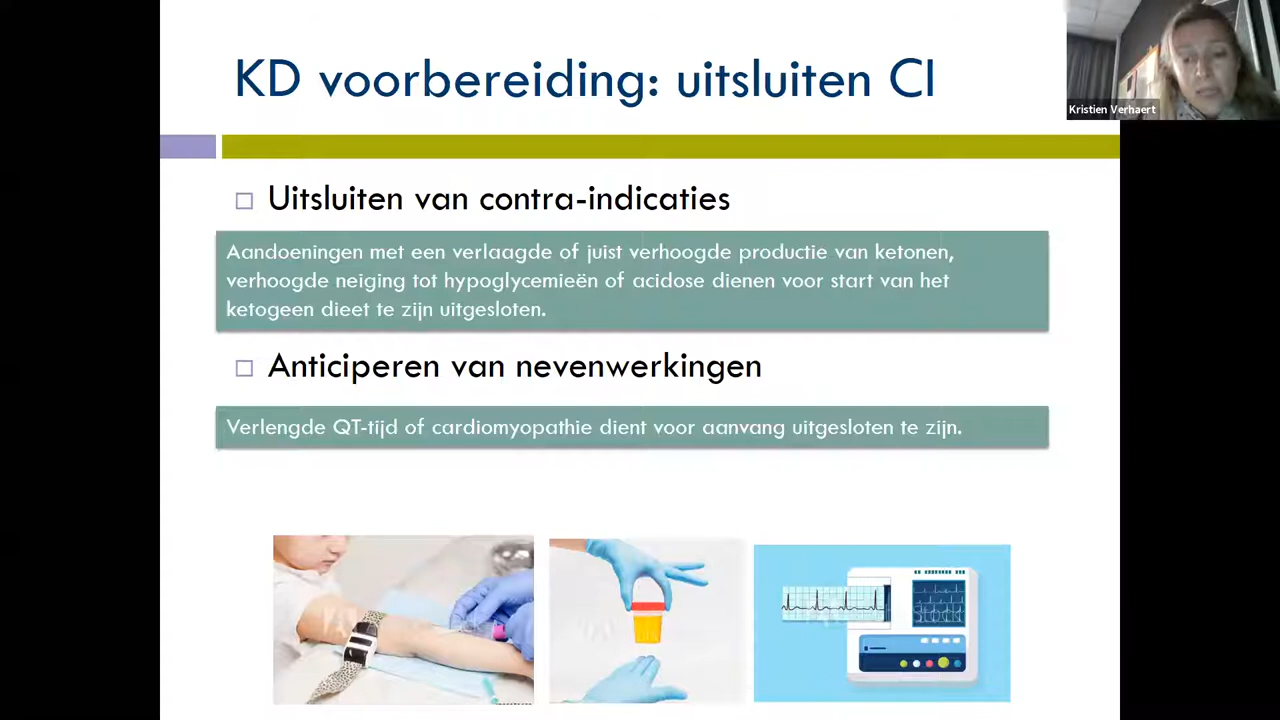 KD voorbereiding: uitsluiten CI
Kristien Verhaert
Uitsluiten van contra-indicaties
Aandoeningen met een verlaagde of juist verhoogde productie van ketonen,
verhoogde neiging tot hypoglycemieën of acidose dienen voor start van het
ketogeen dieet te zijn uitgesloten.
Anticiperen van nevenwerkingen
Verlengde QT-tijd of cardiomyopathie dient voor aanvang uitgesloten te zijn.